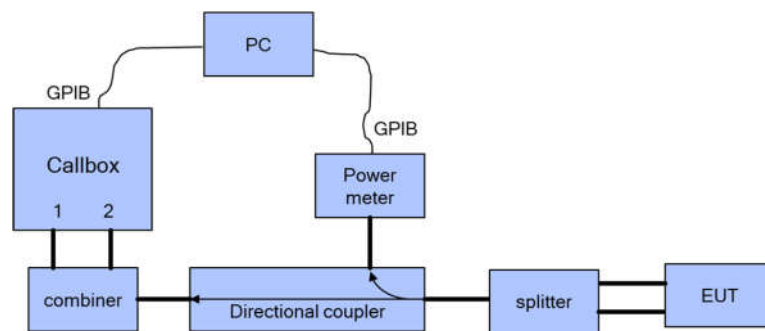 PC
GPIB
GPIB
Callbox
1 2
Power
meter
combiner
Directional coupler
splitter
EUT